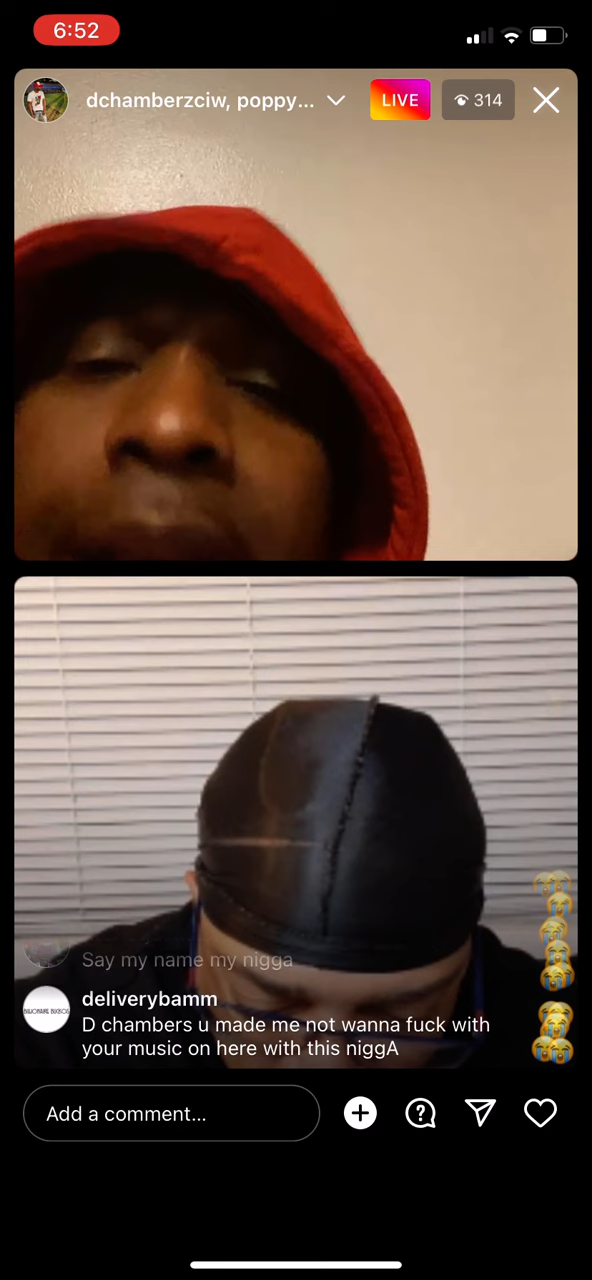 6:52
dchamberzciw, poppy...
LIVE
314
Say my name my nigga
deliverybamm
D chambers u made me not wanna fuck with
your music on here with this niggA
Add a comment...